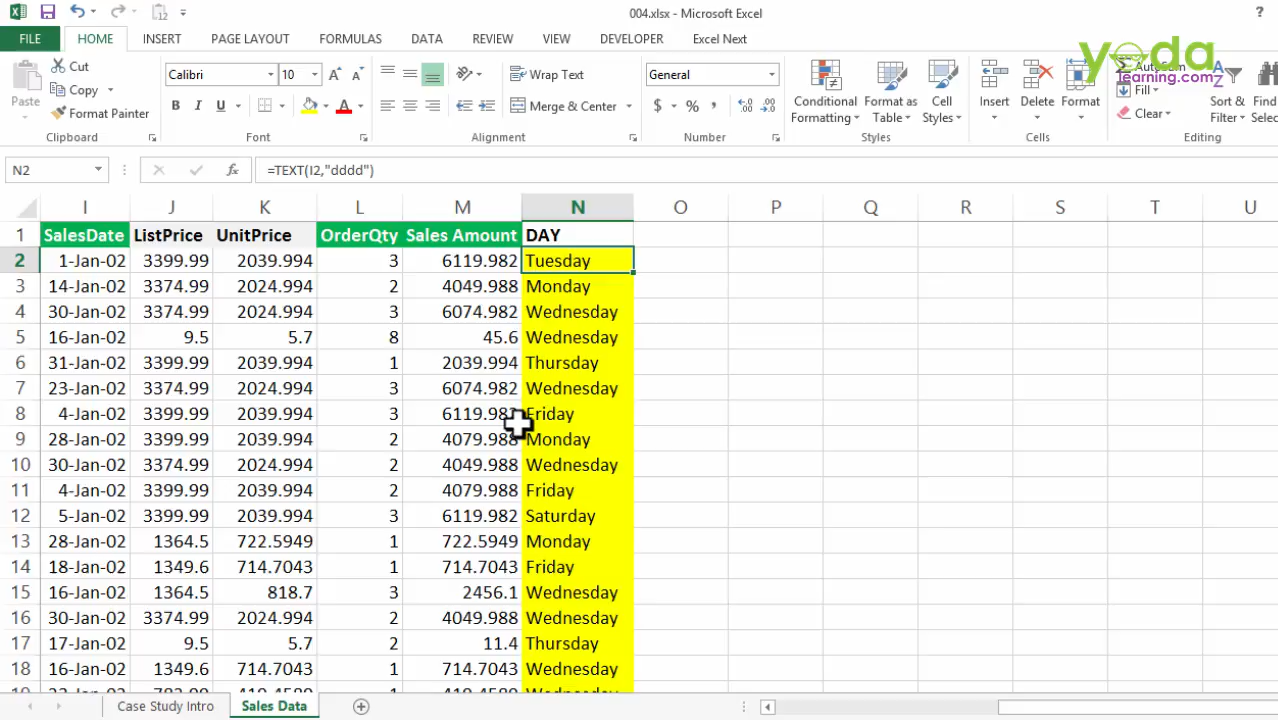 004.xlsx - Microsoft Excel
?
FILE HOME INSERT PAGE LAYOUT FORMULAS DATA REVIEW VIEW DEVELOPER Excel Next
yoda
learning.com
Paste
Cut
Copy
Format Painter
Clipboard
Calibri 10
B I U
Font
Wrap Text
Merge & Center
Alignment
General
$ % ,
Number
Conditional
Formatting
Format as
Table
Cell
Styles
Styles
Insert
Delete
Format
Cells
AutoSum
Fill
Clear
Sort &
Filter
Find
Selec
Editing
N2 fx =TEXT(I2,"dddd")
I J K L M N O P Q R S T U
1 SalesDate ListPrice UnitPrice OrderQty Sales Amount DAY
2 1-Jan-02 3399.99 2039.994 3 6119.982 Tuesday
3 14-Jan-02 3374.99 2024.994 2 4049.988 Monday
4 30-Jan-02 3374.99 2024.994 3 6074.982 Wednesday
5 16-Jan-02 9.5 5.7 8 45.6 Wednesday
6 31-Jan-02 3399.99 2039.994 1 2039.994 Thursday
7 23-Jan-02 3374.99 2024.994 3 6074.982 Wednesday
8 4-Jan-02 3399.99 2039.994 3 6119.982 Friday
9 28-Jan-02 3399.99 2039.994 2 4079.988 Monday
10 30-Jan-02 3374.99 2024.994 2 4049.988 Wednesday
11 4-Jan-02 3399.99 2039.994 2 4079.988 Friday
12 5-Jan-02 3399.99 2039.994 3 6119.982 Saturday
13 28-Jan-02 1364.5 722.5949 1 722.5949 Monday
14 18-Jan-02 1349.6 714.7043 1 714.7043 Friday
15 16-Jan-02 1364.5 818.7 3 2456.1 Wednesday
16 30-Jan-02 3374.99 2024.994 2 4049.988 Wednesday
17 17-Jan-02 9.5 5.7 2 11.4 Thursday
18 16-Jan-02 1349.6 714.7043 1 714.7043 Wednesday
Case Study Intro Sales Data